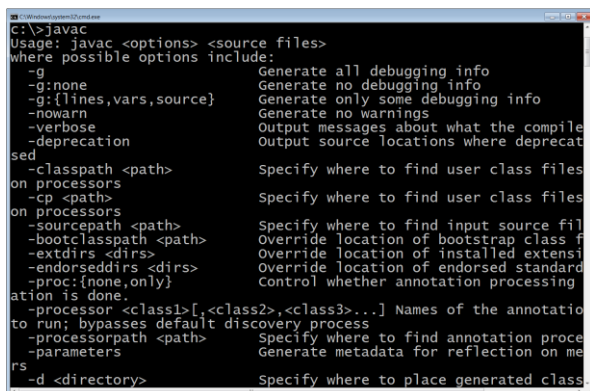 C:\Windows\system32\cmd.exe
c:\>javac
Usage: javac <options> <source files>
where possible options include:
  -g                         Generate all debugging info
  -g:none                    Generate no debugging info
  -g:{lines,vars,source}     Generate only some debugging info
  -nowarn                    Generate no warnings
  -verbose                   Output messages about what the compile
  -deprecation               Output source locations where deprecat
sed
  -classpath <path>          Specify where to find user class files
on processors
  -cp <path>                 Specify where to find user class files
on processors
  -sourcepath <path>         Specify where to find input source fil
  -bootclasspath <path>      Override location of bootstrap class f
  -extdirs <dirs>            Override location of installed extensi
  -endorseddirs <dirs>       Override location of endorsed standard
  -proc:{none,only}          Control whether annotation processing
ation is done.
  -processor <class1>[,<class2>,<class3>...] Names of the annotatio
to run; bypasses default discovery process
  -processorpath <path>      Specify where to find annotation proce
  -parameters                Generate metadata for reflection on me
rs
  -d <directory>             Specify where to place generated class